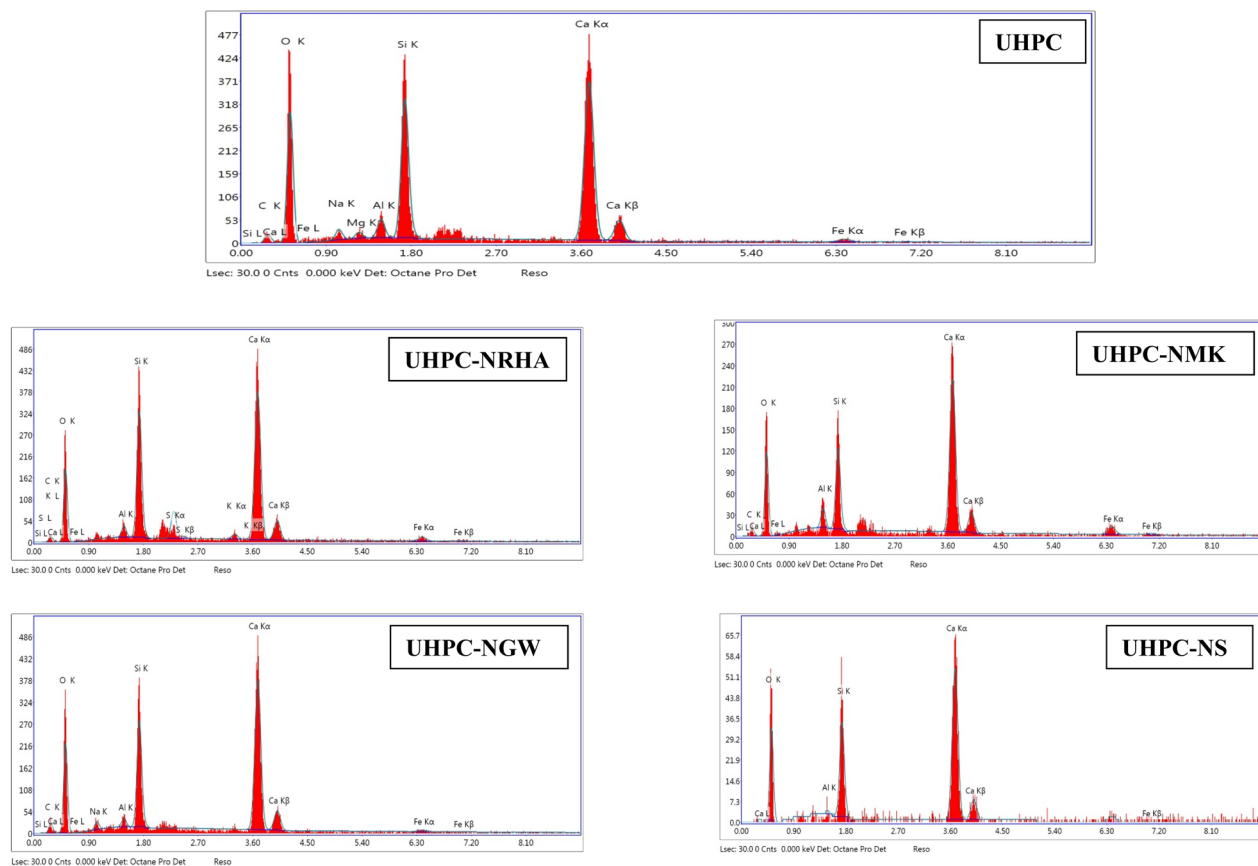 UHPC
477
424
371
318
265
212
159
106
53
0
O K
Si K
Ca Kα
C K
Na K
Al K
Mg K
Ca Kβ
Si L
Ca L
Fe L
Fe Kα
Fe Kβ
0.00 0.90 1.80 2.70 3.60 4.50 5.40 6.30 7.20 8.10
Lsec: 30.0 0 Cnts 0.000 keV Det: Octane Pro Det Reso
UHPC-NRHA
486
432
378
324
270
216
162
108
54
0
Ca Kα
Si K
O K
C K
K L
S L
Al K
S Kα
S Kβ
K Kα
K Kβ
Ca Kβ
Si L
Ca L
Fe L
Fe Kα
Fe Kβ
0.00 0.90 1.80 2.70 3.60 4.50 5.40 6.30 7.20 8.10
Lsec: 30.0 0 Cnts 0.000 keV Det: Octane Pro Det Reso
UHPC-NMK
300
270
240
210
180
150
120
90
60
30
0
Ca Kα
O K
Si K
Al K
Ca Kβ
C K
Si L
Ca L
Fe L
Fe Kα
Fe Kβ
0.00 0.90 1.80 2.70 3.60 4.50 5.40 6.30 7.20 8.10
Lsec: 30.0 0 Cnts 0.000 keV Det: Octane Pro Det Reso
UHPC-NGW
486
432
378
324
270
216
162
108
54
0
Ca Kα
Si K
O K
C K
Na K
Al K
Ca Kβ
Si L
Ca L
Fe L
Fe Kα
Fe Kβ
0.00 0.90 1.80 2.70 3.60 4.50 5.40 6.30 7.20 8.10
Lsec: 30.0 0 Cnts 0.000 keV Det: Octane Pro Det Reso
UHPC-NS
65.7
58.4
51.1
43.8
36.5
29.2
21.9
14.6
7.3
0.0
Ca Kα
O K
Si K
Al K
Ca Kβ
Ca L
Fe Kβ
0.00 0.90 1.80 2.70 3.60 4.50 5.40 6.30 7.20 8.10
Lsec: 30.0 0 Cnts 0.000 keV Det: Octane Pro Det Reso